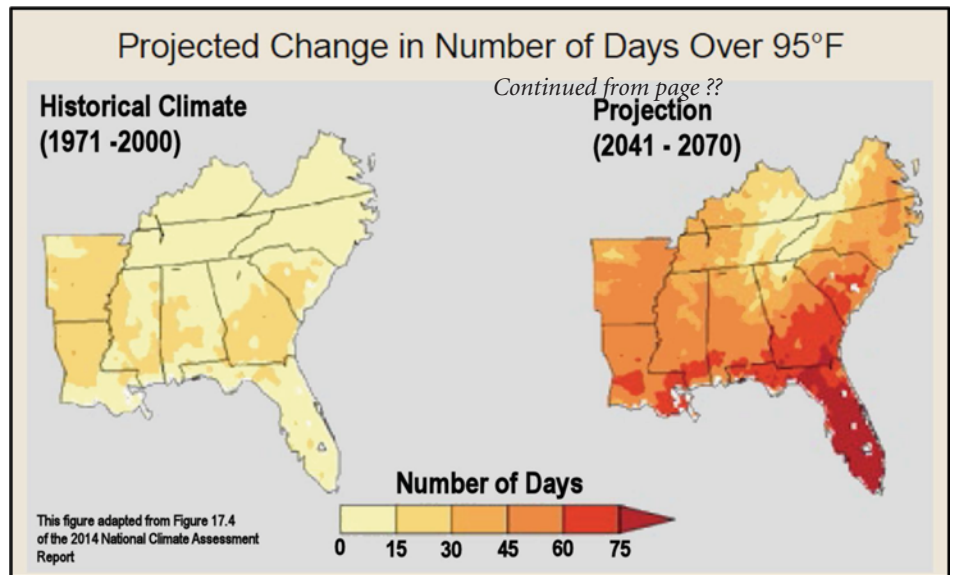 Projected Change in Number of Days Over 95°F
Continued from page ??
Historical Climate
(1971 -2000)
Projection
(2041 - 2070)
Number of Days
0 15 30 45 60 75
This figure adapted from Figure 17.4
of the 2014 National Climate Assessment
Report